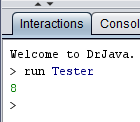 Interactions
Consol
Welcome to DrJava.
> run Tester
8
>